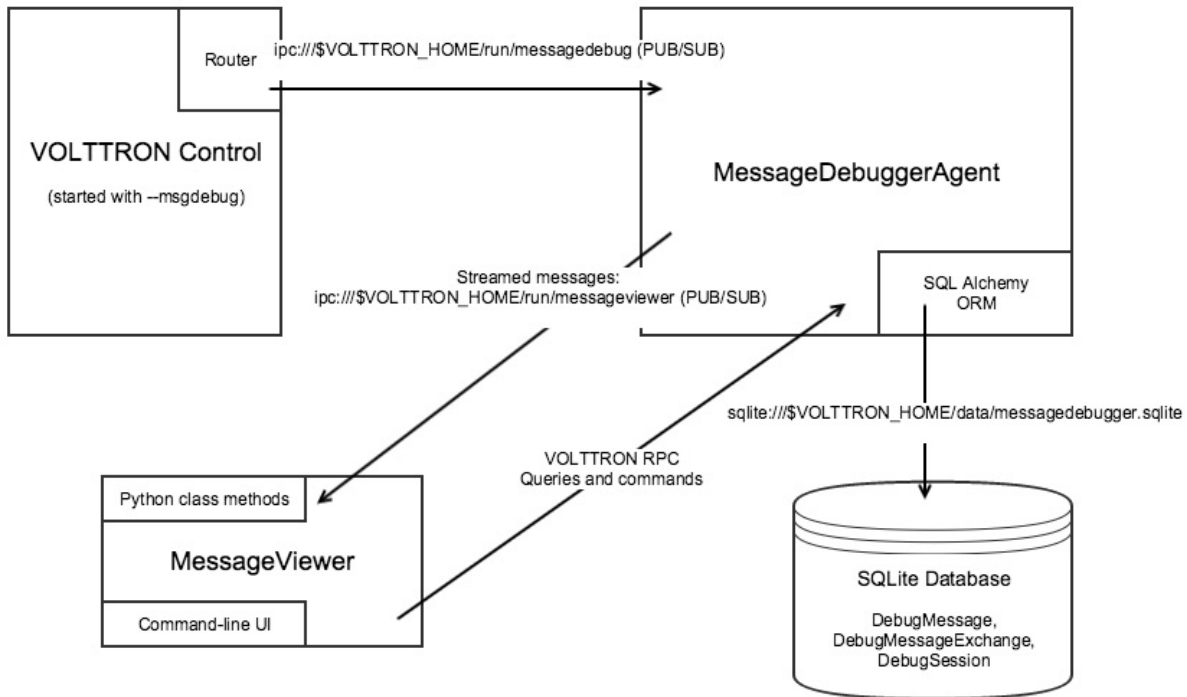 Router
ipc:///$VOLTTRON_HOME/run/messagedebug (PUB/SUB)
VOLTTRON Control
(started with --msgdebug)
MessageDebuggerAgent
SQL Alchemy
ORM
Streamed messages:
ipc:///$VOLTTRON_HOME/run/messageviewer (PUB/SUB)
sqlite:///$VOLTTRON_HOME/data/messagedebugger.sqlite
VOLTTRON RPC
Queries and commands
Python class methods
MessageViewer
Command-line UI
SQLite Database
DebugMessage,
DebugMessageExchange,
DebugSession